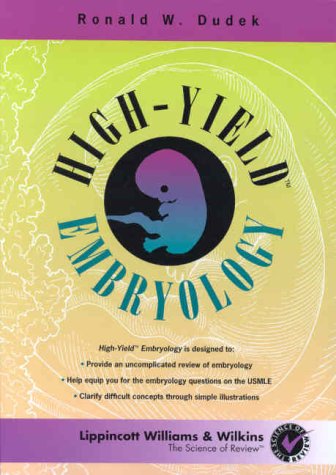 Ronald W. Dudek
HIGH-YIELD™
EMBRYOLOGY
High-Yield™ Embryology is designed to:
• Provide an uncomplicated review of embryology
• Help equip you for the embryology questions on the USMLE
• Clarify difficult concepts through simple illustrations
Lippincott Williams & Wilkins
The Science of Review™